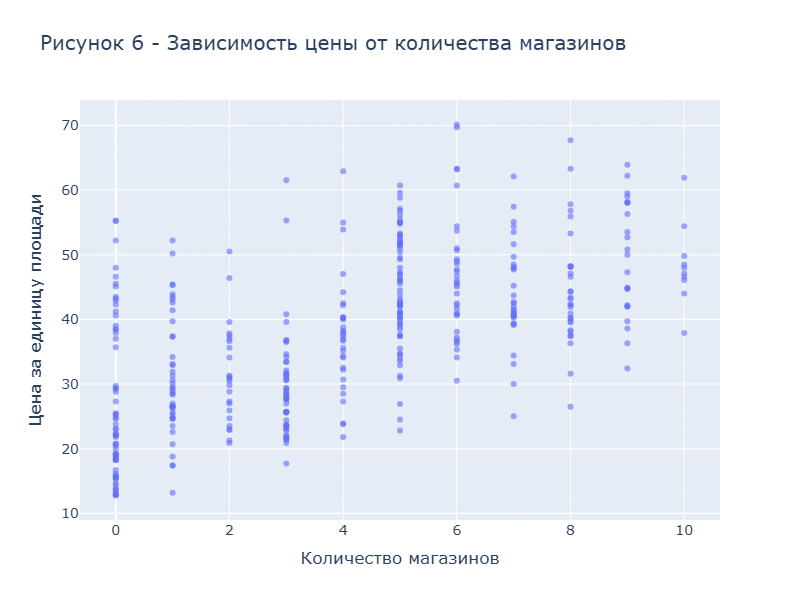 Рисунок 6 - Зависимость цены от количества магазинов
Цена за единицу площади
70
60
50
40
30
20
10
0 2 4 6 8 10
Количество магазинов